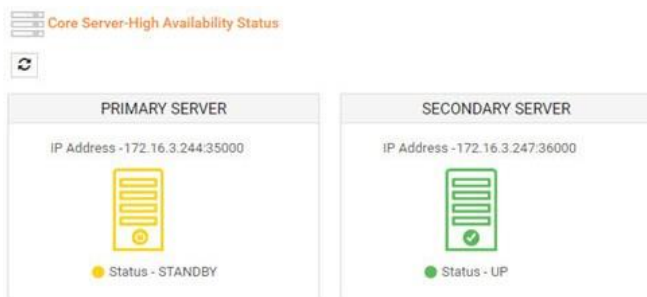 Core Server-High Availability Status
PRIMARY SERVER
IP Address -172.16.3.244:35000
Status - STANDBY
SECONDARY SERVER
IP Address -172.16.3.247:36000
Status - UP